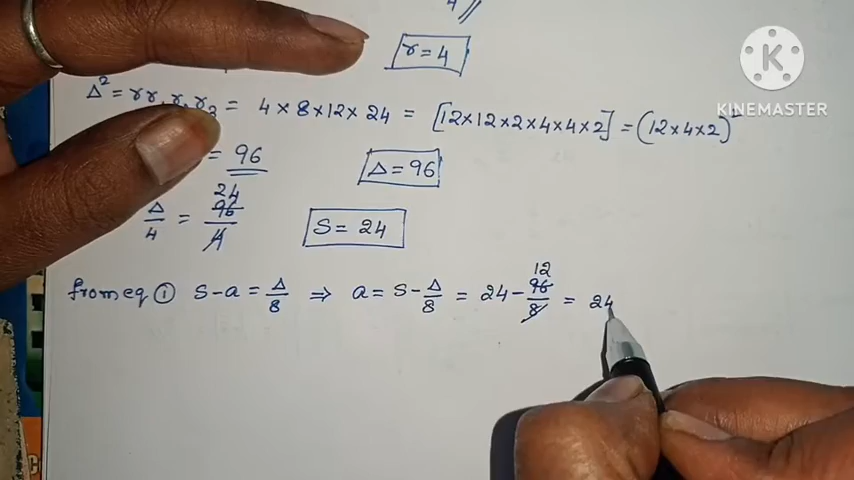 4
r = 4
KINEMASTER
Δ² = r r₁ r₂ r₃ = 4 × 8 × 12 × 24 = [12×12×2×4×4×2] = (12×4×2)²
= 96
Δ = 96
Δ/4 = 96/4 24
S = 24
from eq ① S - a = Δ/8 ⇒ a = S - Δ/8 = 24 - 96/8 12 = 24